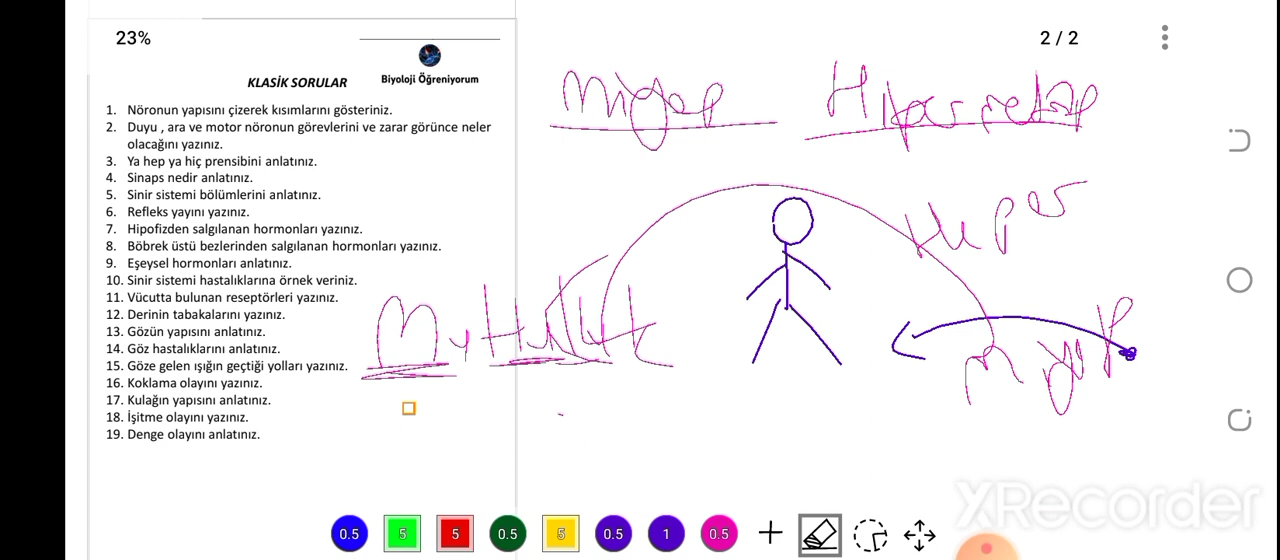 23%
2 / 2
KLASİK SORULAR
Biyoloji Öğreniyorum
1. Nöronun yapısını çizerek kısımlarını gösteriniz.
2. Duyu , ara ve motor nöronun görevlerini ve zarar görünce neler
olacağını yazınız.
3. Ya hep ya hiç prensibini anlatınız.
4. Sinaps nedir anlatınız.
5. Sinir sistemi bölümlerini anlatınız.
6. Refleks yayını yazınız.
7. Hipofizden salgılanan hormonları yazınız.
8. Böbrek üstü bezlerinden salgılanan hormonları yazınız.
9. Eşeysel hormonları anlatınız.
10. Sinir sistemi hastalıklarına örnek veriniz.
11. Vücutta bulunan reseptörleri yazınız.
12. Derinin tabakalarını yazınız.
13. Gözün yapısını anlatınız.
14. Göz hastalıklarını anlatınız.
15. Göze gelen ışığın geçtiği yolları yazınız.
16. Koklama olayını yazınız.
17. Kulağın yapısını anlatınız.
18. İşitme olayını yazınız.
19. Denge olayını anlatınız.
Miyop
Hipermetrop
Hiper
Miyop
0.5 5 5 0.5 5 0.5 1 0.5
XRecorder